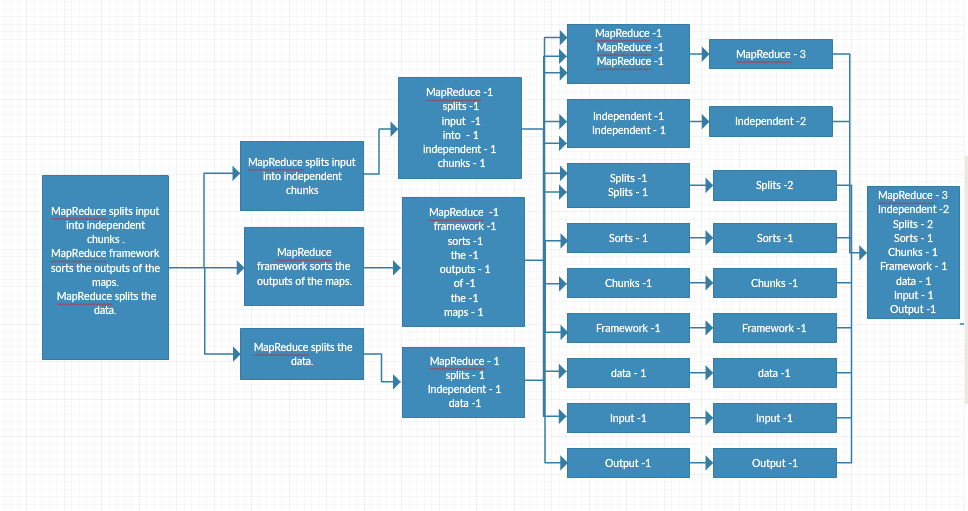 MapReduce splits input
into independent
chunks .
MapReduce framework
sorts the outputs of the
maps.
MapReduce splits the
data.
MapReduce splits input
into independent
chunks
MapReduce
framework sorts the
outputs of the maps.
MapReduce splits the
data.
MapReduce -1
splits -1
input -1
into - 1
independent - 1
chunks - 1
MapReduce -1
framework -1
sorts -1
the -1
outputs - 1
of -1
the -1
maps - 1
MapReduce - 1
splits - 1
Independent - 1
data -1
MapReduce -1
MapReduce -1
MapReduce -1
Independent -1
Independent - 1
Splits -1
Splits - 1
Sorts - 1
Chunks -1
Framework -1
data - 1
Input -1
Output -1
MapReduce - 3
Independent -2
Splits -2
Sorts -1
Chunks -1
Framework -1
data -1
Input -1
Output -1
MapReduce - 3
Independent -2
Splits - 2
Sorts - 1
Chunks - 1
Framework - 1
data - 1
Input - 1
Output -1